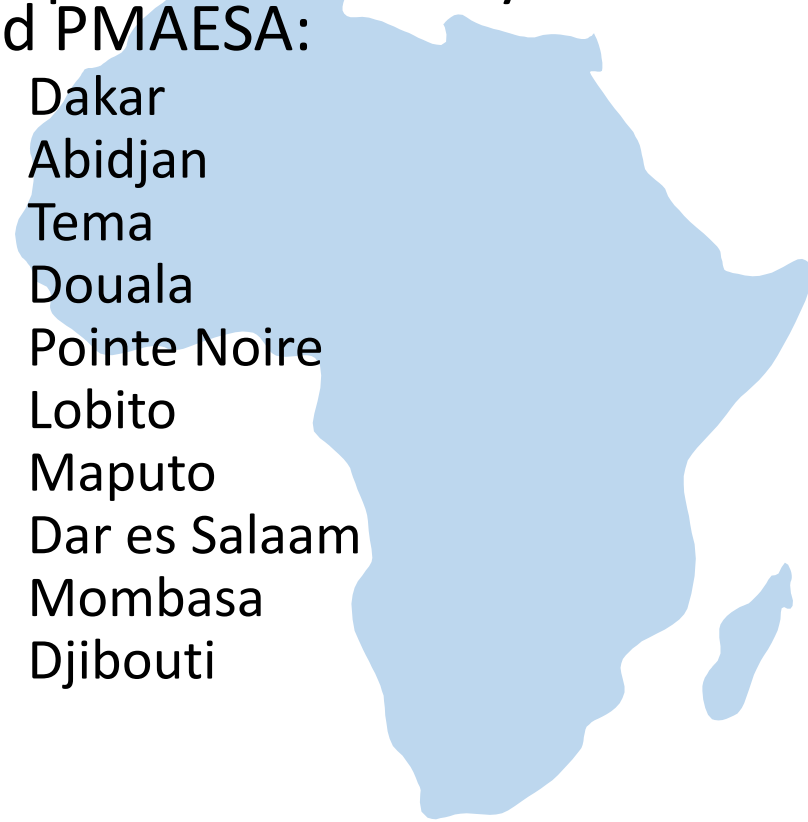 d PMAESA:
Dakar
Abidjan
Tema
Douala
Pointe Noire
Lobito
Maputo
Dar es Salaam
Mombasa
Djibouti